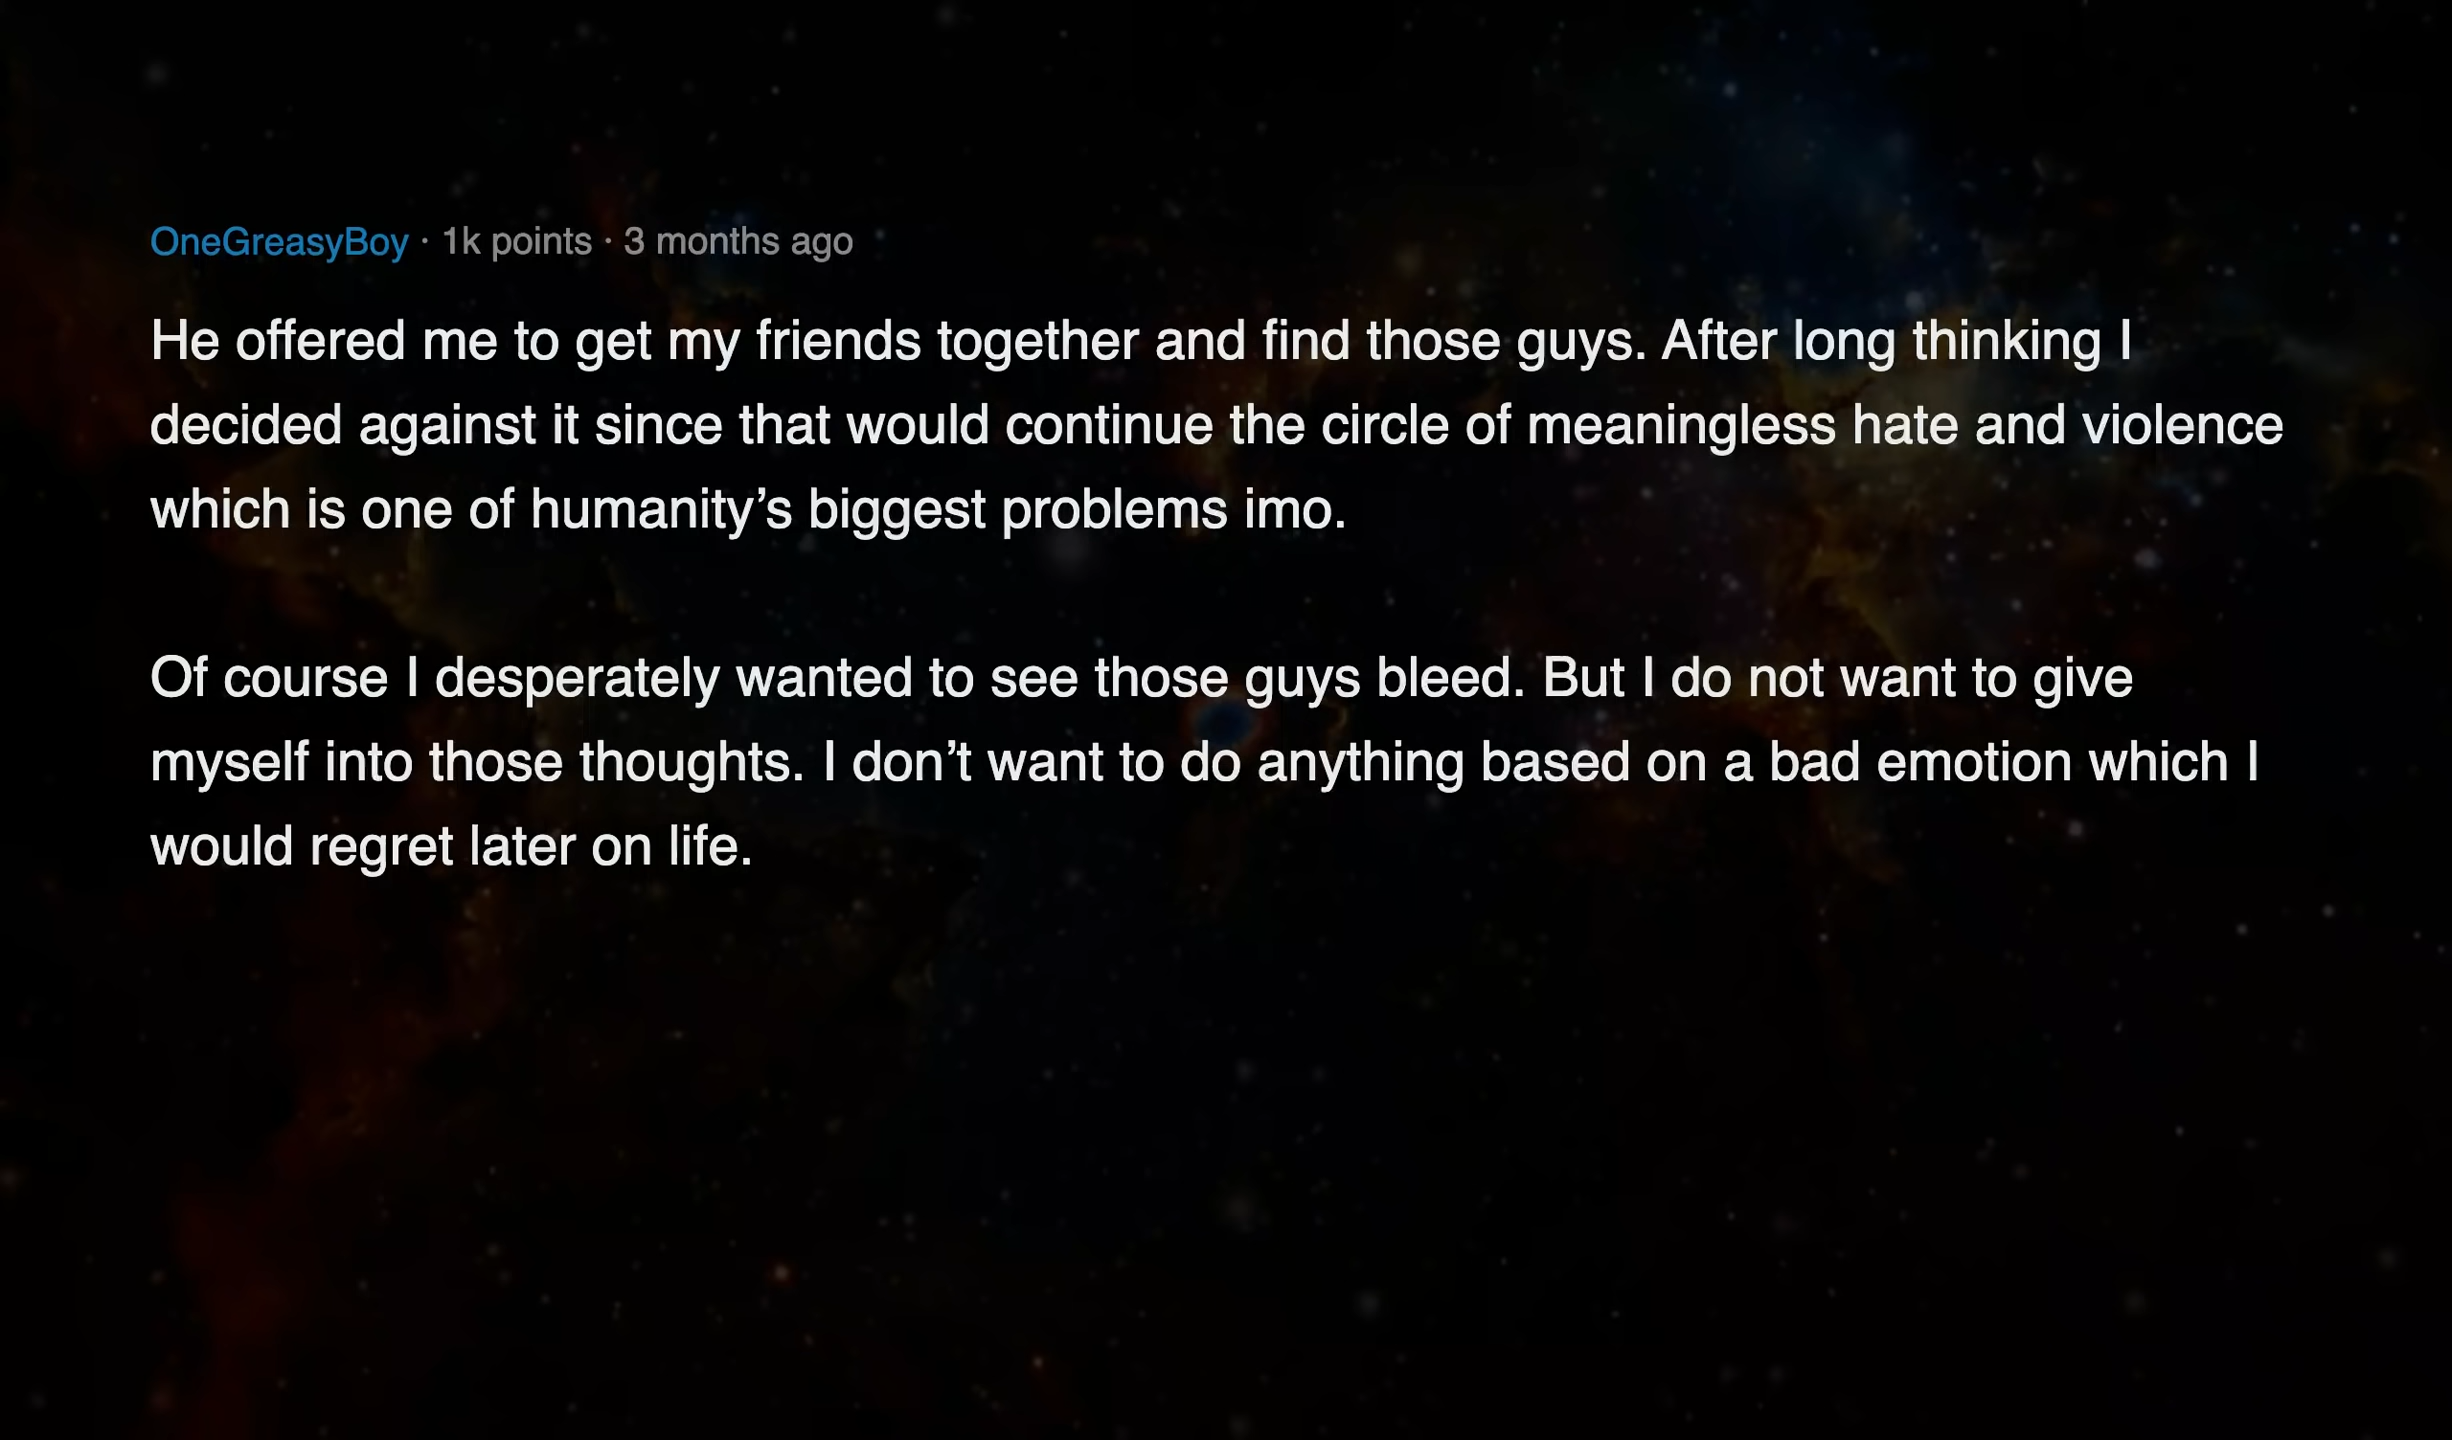 OneGreasyBoy · 1k points · 3 months ago
He offered me to get my friends together and find those guys. After long thinking I
decided against it since that would continue the circle of meaningless hate and violence
which is one of humanity’s biggest problems imo.
Of course I desperately wanted to see those guys bleed. But I do not want to give
myself into those thoughts. I don’t want to do anything based on a bad emotion which I
would regret later on life.